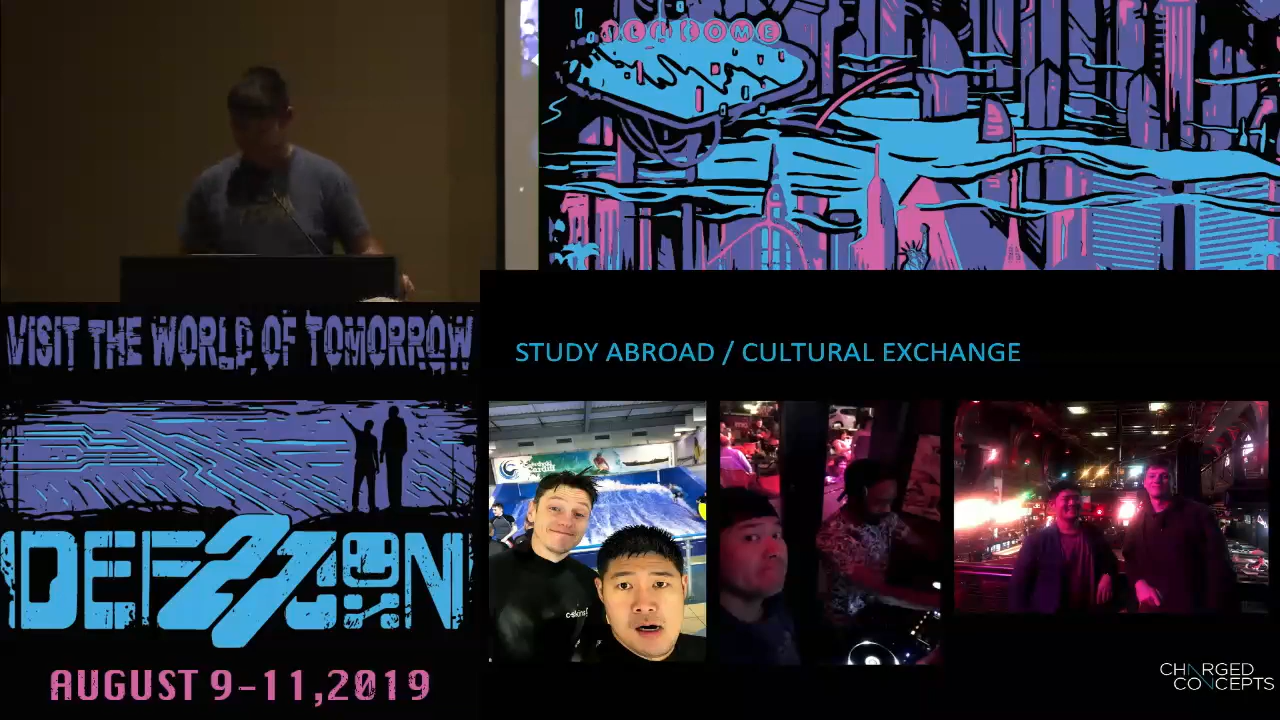 WELCOME
VISIT THE WORLD OF TOMORROW
DEF CON
27
AUGUST 9-11,2019
STUDY ABROAD / CULTURAL EXCHANGE
CHARGED
CONCEPTS